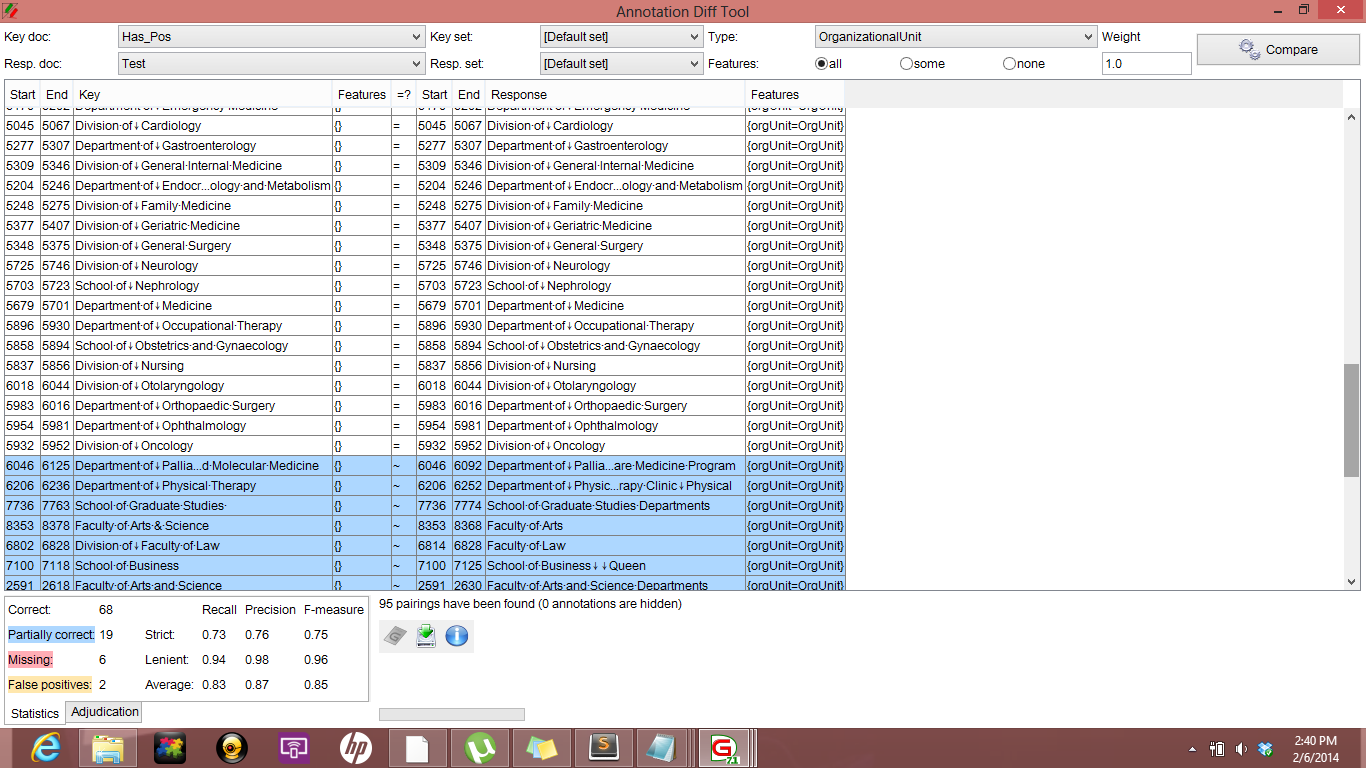 Annotation Diff Tool
Key doc: Has_Pos Key set: [Default set] Type: OrganizationalUnit Weight
Resp. doc: Test Resp. set: [Default set] Features: all some none 1.0 Compare
Start End Key Features =? Start End Response Features
5045 5067 Division·of↓Cardiology {} = 5045 5067 Division·of↓Cardiology {orgUnit=OrgUnit}
5277 5307 Department·of↓Gastroenterology {} = 5277 5307 Department·of↓Gastroenterology {orgUnit=OrgUnit}
5309 5346 Division·of↓General·Internal·Medicine {} = 5309 5346 Division·of↓General·Internal·Medicine {orgUnit=OrgUnit}
5204 5246 Department·of↓Endocr...ology·and·Metabolism {} = 5204 5246 Department·of↓Endocr...ology·and·Metabolism {orgUnit=OrgUnit}
5248 5275 Division·of↓Family·Medicine {} = 5248 5275 Division·of↓Family·Medicine {orgUnit=OrgUnit}
5377 5407 Division·of↓Geriatric·Medicine {} = 5377 5407 Division·of↓Geriatric·Medicine {orgUnit=OrgUnit}
5348 5375 Division·of↓General·Surgery {} = 5348 5375 Division·of↓General·Surgery {orgUnit=OrgUnit}
5725 5746 Division·of↓Neurology {} = 5725 5746 Division·of↓Neurology {orgUnit=OrgUnit}
5703 5723 School·of↓Nephrology {} = 5703 5723 School·of↓Nephrology {orgUnit=OrgUnit}
5679 5701 Department·of↓Medicine {} = 5679 5701 Department·of↓Medicine {orgUnit=OrgUnit}
5896 5930 Department·of↓Occupational·Therapy {} = 5896 5930 Department·of↓Occupational·Therapy {orgUnit=OrgUnit}
5858 5894 School·of↓Obstetrics·and·Gynaecology {} = 5858 5894 School·of↓Obstetrics·and·Gynaecology {orgUnit=OrgUnit}
5837 5856 Division·of↓Nursing {} = 5837 5856 Division·of↓Nursing {orgUnit=OrgUnit}
6018 6044 Division·of↓Otolaryngology {} = 6018 6044 Division·of↓Otolaryngology {orgUnit=OrgUnit}
5983 6016 Department·of↓Orthopaedic·Surgery {} = 5983 6016 Department·of↓Orthopaedic·Surgery {orgUnit=OrgUnit}
5954 5981 Department·of↓Ophthalmology {} = 5954 5981 Department·of↓Ophthalmology {orgUnit=OrgUnit}
5932 5952 Division·of↓Oncology {} = 5932 5952 Division·of↓Oncology {orgUnit=OrgUnit}
6046 6125 Department·of↓Pallia...d·Molecular·Medicine {} ~ 6046 6092 Department·of↓Pallia...are·Medicine·Program {orgUnit=OrgUnit}
6206 6236 Department·of↓Physical·Therapy {} ~ 6206 6252 Department·of↓Physic...rapy·Clinic↓Physical {orgUnit=OrgUnit}
7736 7763 School·of·Graduate·Studies· {} ~ 7736 7774 School·of·Graduate·Studies·Departments {orgUnit=OrgUnit}
8353 8378 Faculty·of·Arts·&·Science {} ~ 8353 8368 Faculty·of·Arts {orgUnit=OrgUnit}
6802 6828 Division·of↓Faculty·of·Law {} ~ 6814 6828 Faculty·of·Law {orgUnit=OrgUnit}
7100 7118 School·of·Business {} ~ 7100 7125 School·of·Business↓↓Queen {orgUnit=OrgUnit}
2591 2618 Faculty·of·Arts·and·Science {} ~ 2591 2630 Faculty·of·Arts·and·Science·Departments {orgUnit=OrgUnit}
Correct: 68 Recall Precision F-measure
Partially correct: 19 Strict: 0.73 0.76 0.75
Missing: 6 Lenient: 0.94 0.98 0.96
False positives: 2 Average: 0.83 0.87 0.85
Statistics Adjudication
95 pairings have been found (0 annotations are hidden)
2:40 PM
2/6/2014